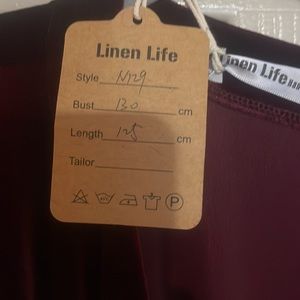 Linen Life
Style N29
Bust 130 cm
Length 125 cm
Tailor
P
Linen Life